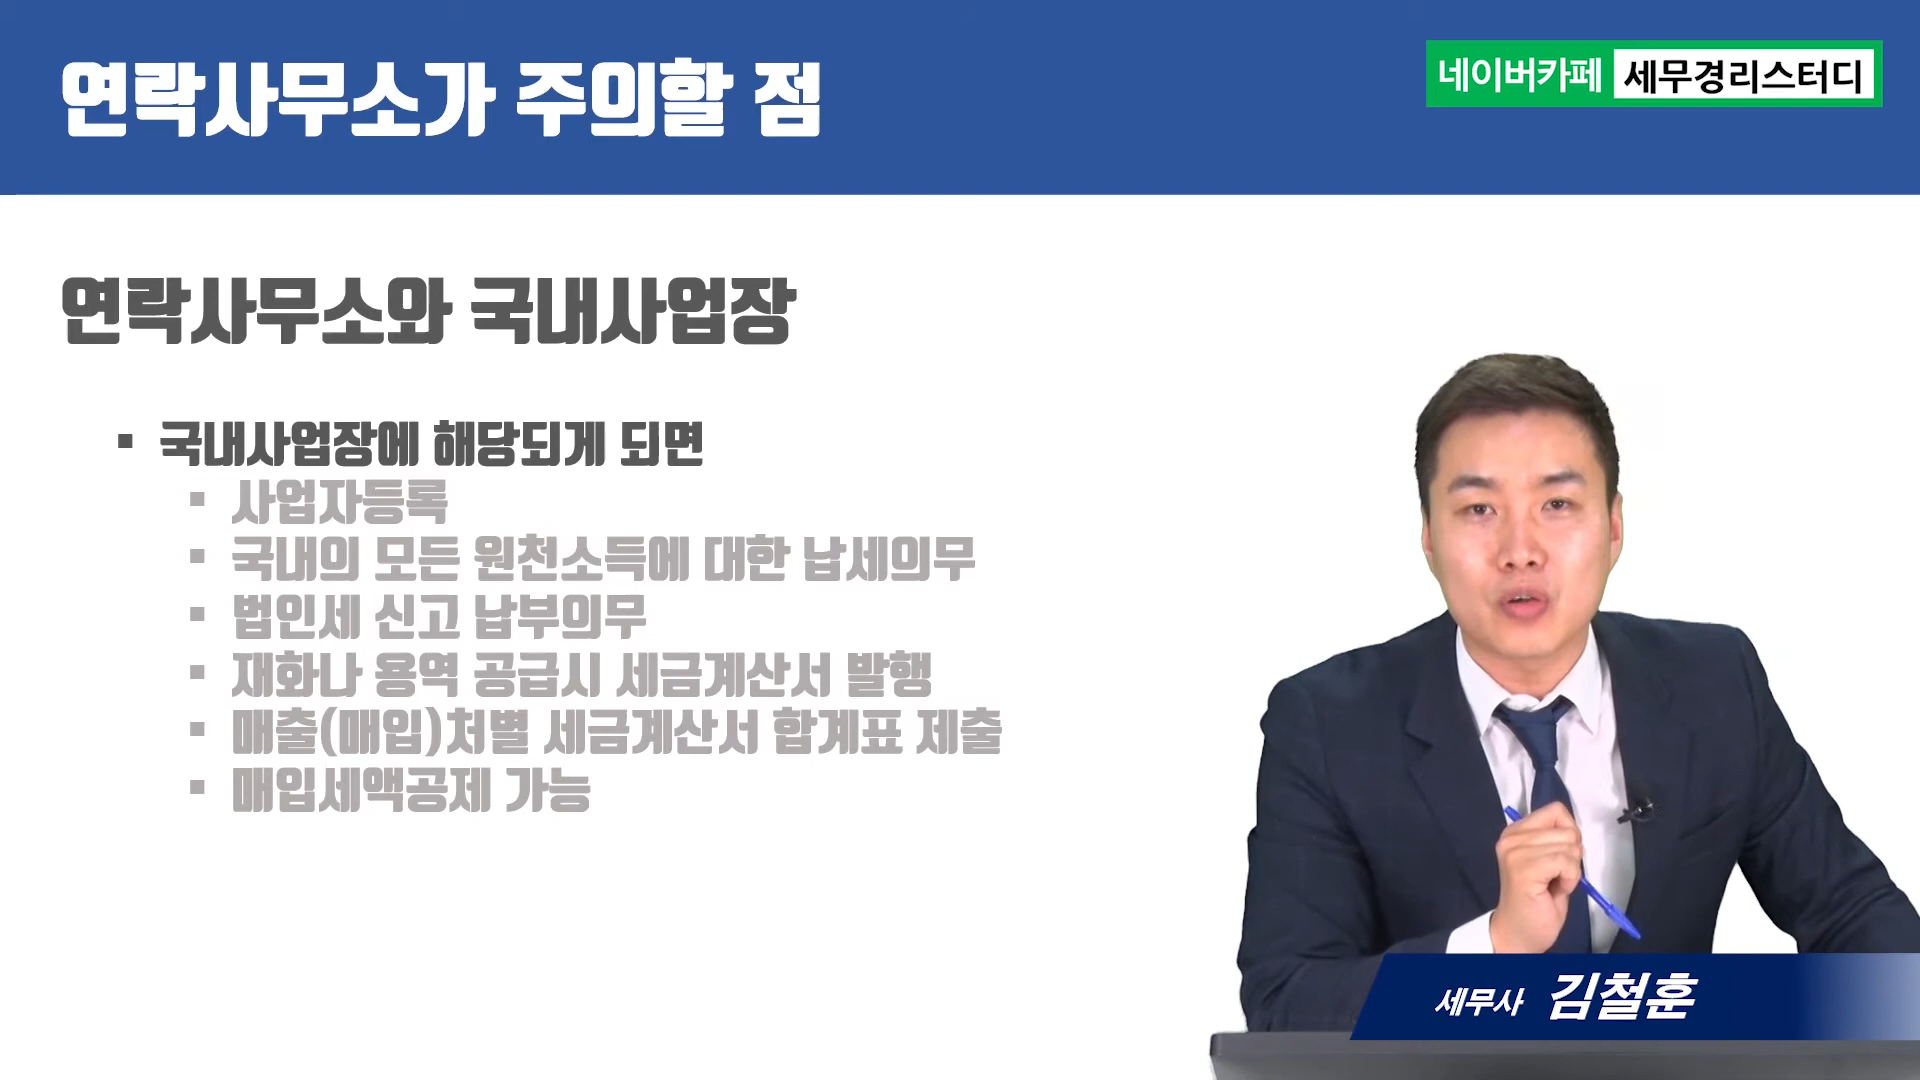 연락사무소가 주의할 점
네이버카페 세무경리스터디
연락사무소와 국내사업장
▪ 국내사업장에 해당되게 되면
▪ 사업자등록
▪ 국내의 모든 원천소득에 대한 납세의무
▪ 법인세 신고 납부의무
▪ 재화나 용역 공급시 세금계산서 발행
▪ 매출(매입)처별 세금계산서 합계표 제출
▪ 매입세액공제 가능
세무사 김철훈